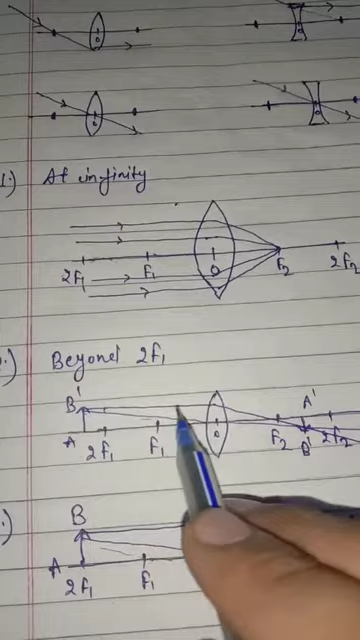 O
O
O
O
1.) At infinity
2F₁ F₁ O F₂ 2F₂
.) Beyond 2F₁
B' A'
A 2F₁ F₁ O F₂ B' 2F₂
.) B
A 2F₁ F₁